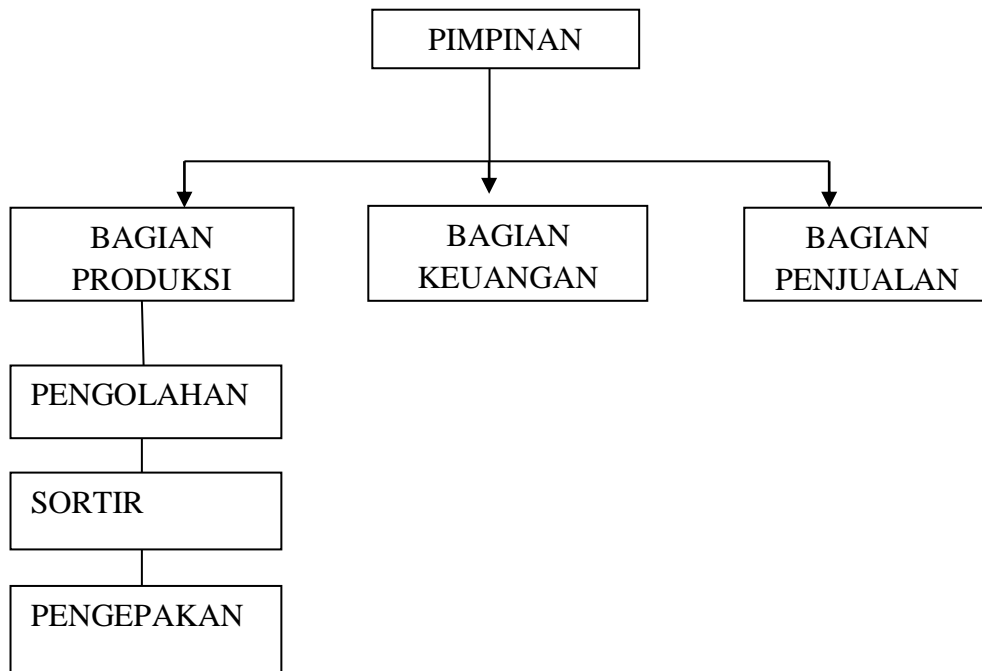 PIMPINAN
BAGIAN
PRODUKSI
BAGIAN
KEUANGAN
BAGIAN
PENJUALAN
PENGOLAHAN
SORTIR
PENGEPAKAN